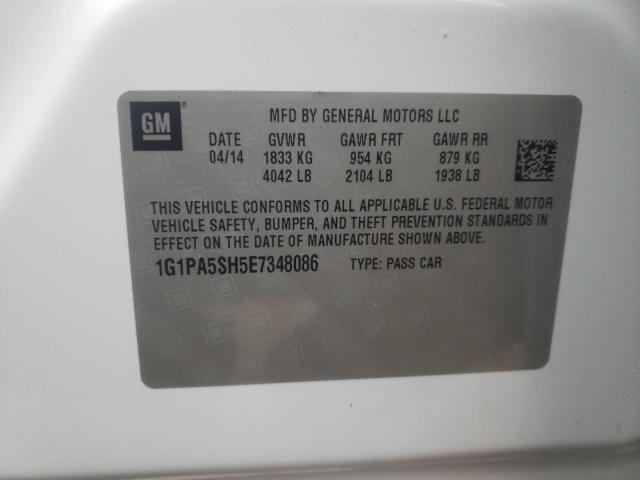 GM ®
MFD BY GENERAL MOTORS LLC
DATE GVWR GAWR FRT GAWR RR
04/14 1833 KG 954 KG 879 KG
4042 LB 2104 LB 1938 LB
THIS VEHICLE CONFORMS TO ALL APPLICABLE U.S. FEDERAL MOTOR
VEHICLE SAFETY, BUMPER, AND THEFT PREVENTION STANDARDS IN
EFFECT ON THE DATE OF MANUFACTURE SHOWN ABOVE.
1G1PA5SH5E7348086 TYPE: PASS CAR